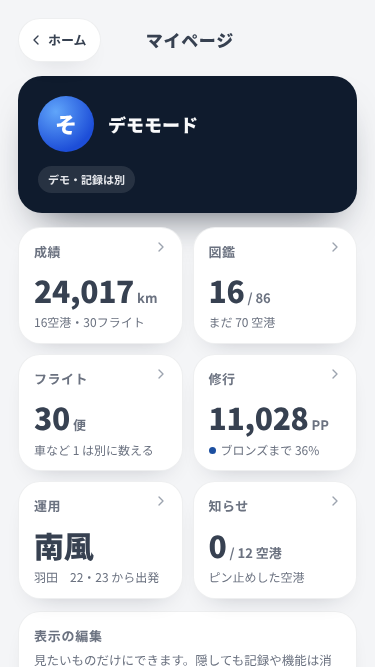 ホーム
マイページ
そ
デモモード
デモ・記録は別
成績
24,017 km
16空港・30フライト
図鑑
16 / 86
まだ 70 空港
フライト
30 便
車など 1 は別に数える
修行
11,028 PP
ブロンズまで 36%
運用
南風
羽田　22・23 から出発
知らせ
0 / 12 空港
ピン止めした空港
表示の編集
見たいものだけにできます。隠しても記録や機能は消